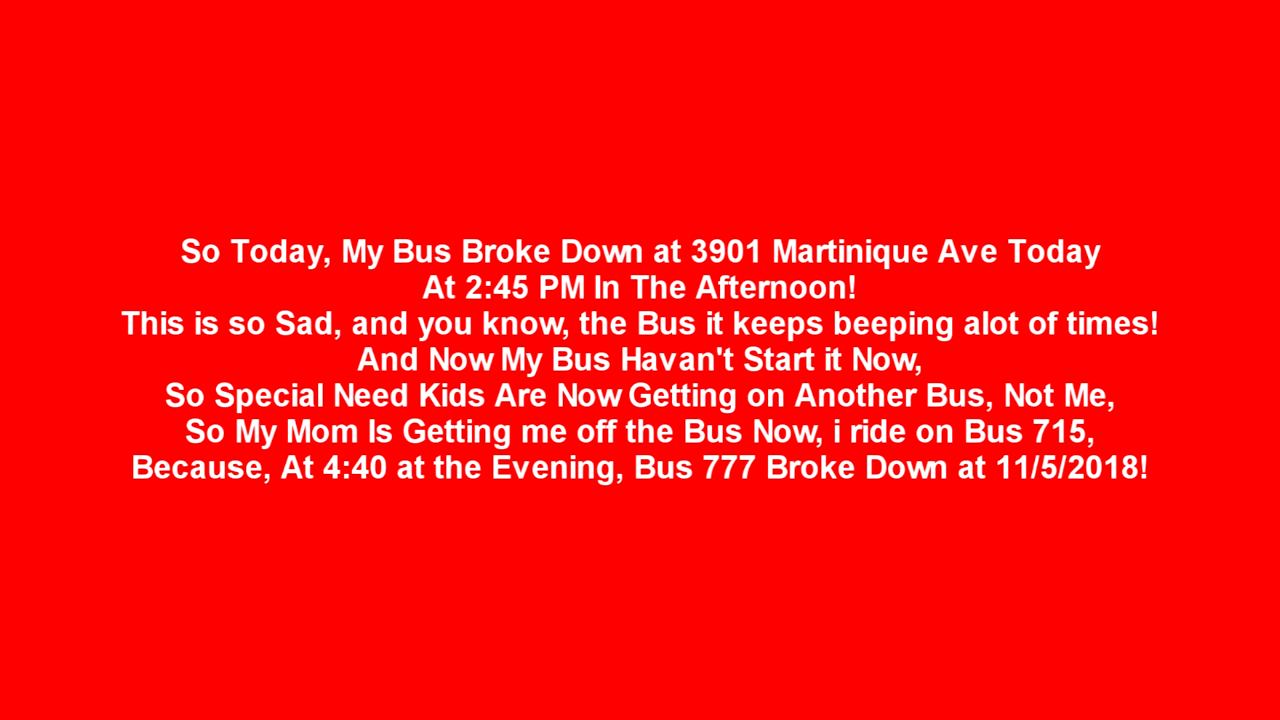 So Today, My Bus Broke Down at 3901 Martinique Ave Today
At 2:45 PM In The Afternoon!
This is so Sad, and you know, the Bus it keeps beeping alot of times!
And Now My Bus Havan't Start it Now,
So Special Need Kids Are Now Getting on Another Bus, Not Me,
So My Mom Is Getting me off the Bus Now, i ride on Bus 715,
Because, At 4:40 at the Evening, Bus 777 Broke Down at 11/5/2018!